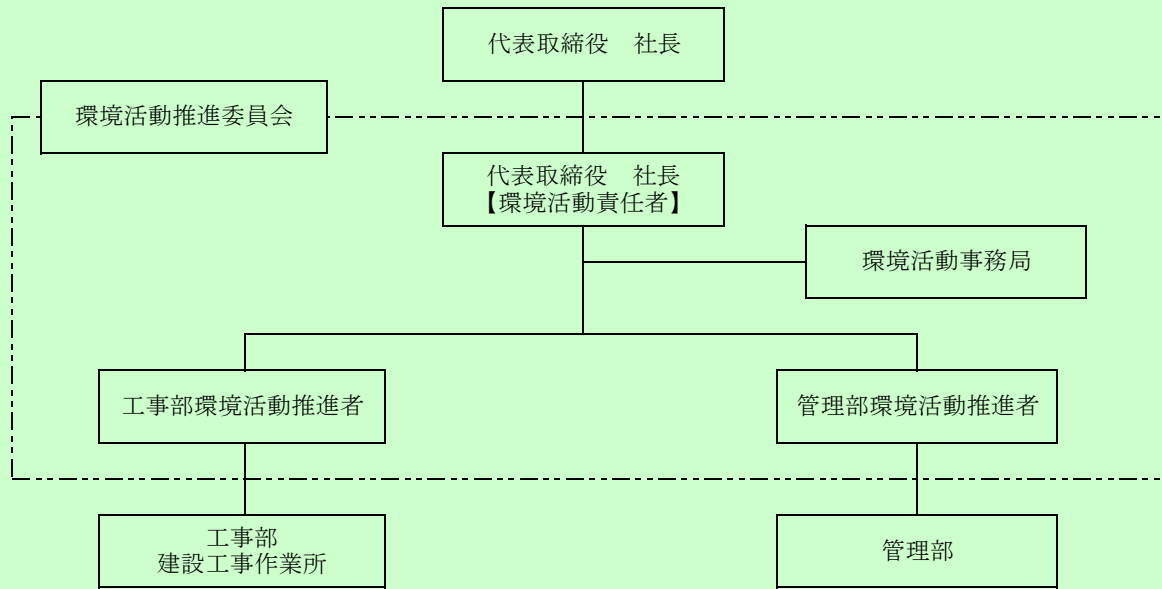 代表取締役　社長
環境活動推進委員会
代表取締役　社長
【環境活動責任者】
環境活動事務局
工事部環境活動推進者
管理部環境活動推進者
工事部
建設工事作業所
管理部